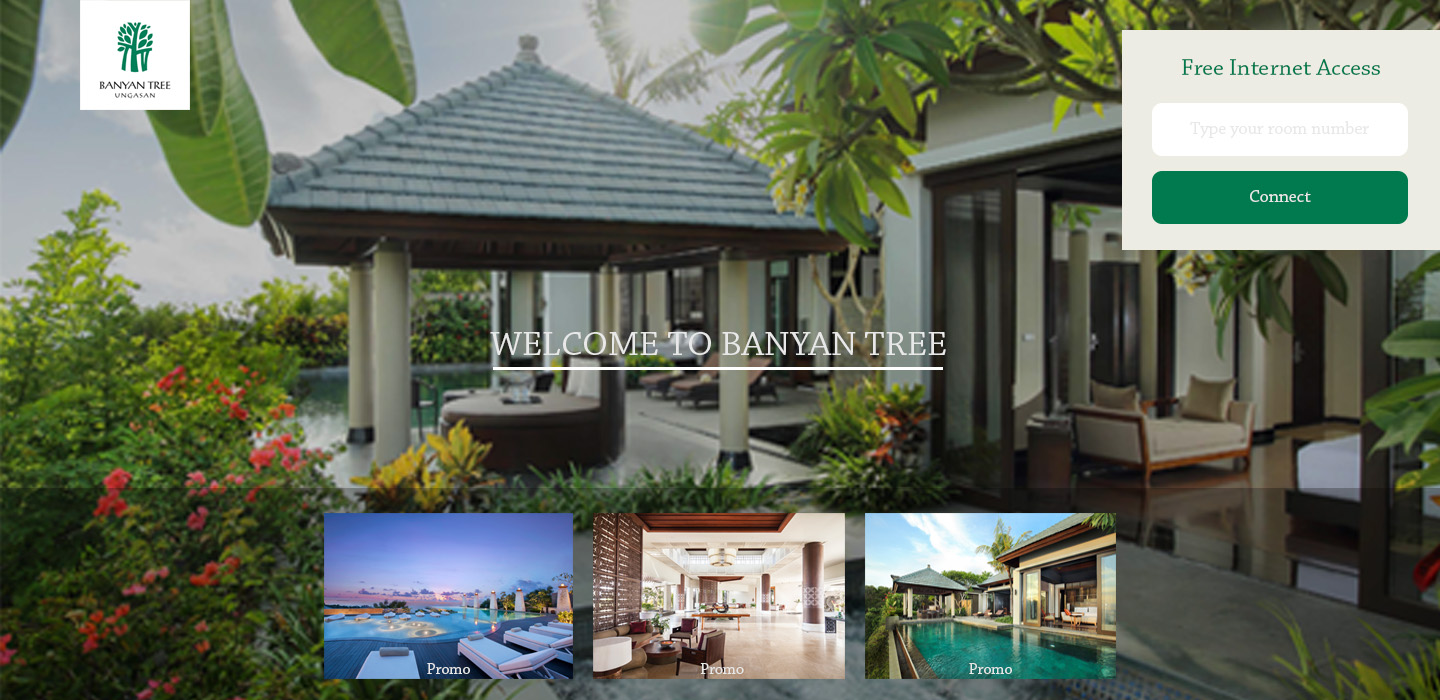 BANYAN TREE
UNGASAN
Free Internet Access
Type your room number
Connect
WELCOME TO BANYAN TREE
Promo
Promo
Promo